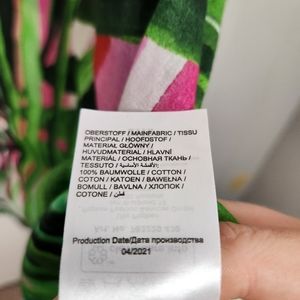 OBERSTOFF / MAINFABRIC / TISSU
PRINCIPAL / HOOFDSTOF /
MATERIAŁ GŁÓWNY /
HUVUDMATERIAL / HLAVNÍ
MATERIÁL / ОСНОВНАЯ ТКАНЬ /
TESSUTO / الأقمشة الأساسية:
100% BAUMWOLLE / COTTON /
COTON / KATOEN / BAWEŁNA /
BOMULL / BAVLNA / ХЛОПОК /
COTONE / قطن
Production Date/Дата производства
04/2021